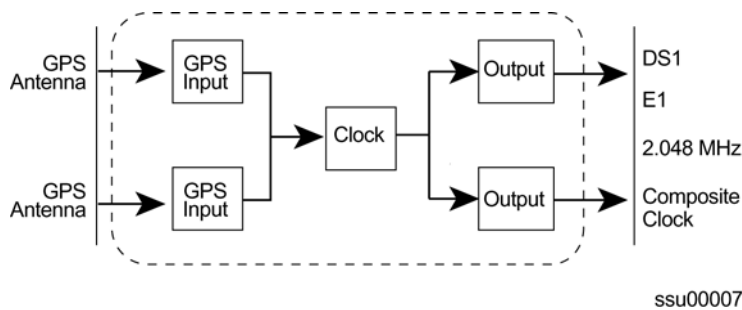 GPS
Antenna
GPS
Input
Clock
Output
DS1
E1
2.048 MHz
GPS
Antenna
GPS
Input
Output
Composite
Clock
ssu00007